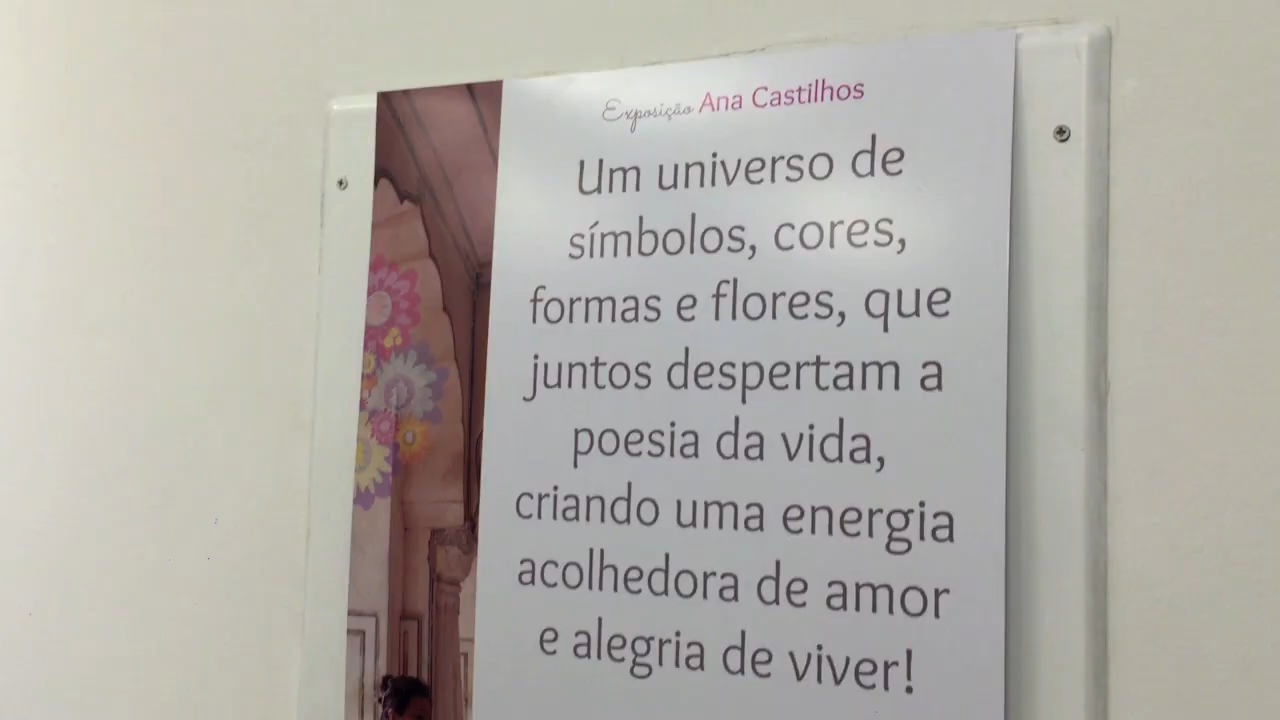 Exposição Ana Castilhos
Um universo de
símbolos, cores,
formas e flores, que
juntos despertam a
poesia da vida,
criando uma energia
acolhedora de amor
e alegria de viver!